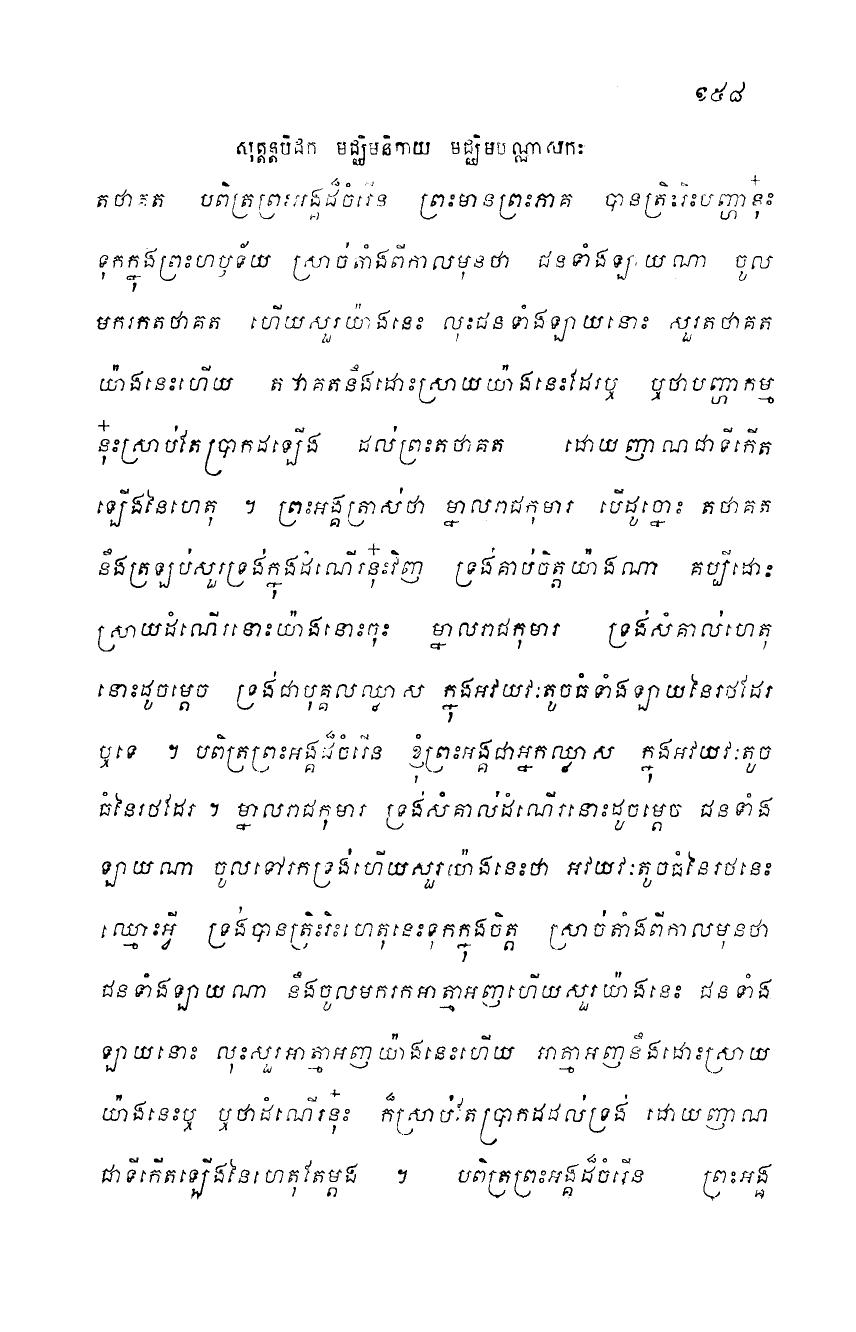 ១៥៨
សុត្តន្តបិដក មជ្ឈិមនិកាយ មជ្ឈិមបណ្ណាសកៈ
តថាគត បពិត្រព្រះអង្គដ៏ចំរើន ព្រះមានព្រះភាគ បានត្រិះរិះបញ្ហានុ៎ះ
ទុកក្នុងព្រះហឫទ័យ ស្រាច់តាំងពីកាលមុនថា ជនទាំងឡាយណា ចូល
មករកតថាគត ហើយសួរយ៉ាងនេះ លុះជនទាំងឡាយនោះ សួរតថាគត
យ៉ាងនេះហើយ តថាគតនឹងដោះស្រាយយ៉ាងនេះដែរឬ ឬថាបញ្ហាកម្ម
នុ៎ះស្រាប់តែប្រាកដឡើង ដល់ព្រះតថាគត ដោយញាណជាទីកើត
ឡើងនៃហេតុ ។ ព្រះអង្គត្រាស់ថា ម្នាលរាជកុមារ បើដូច្នោះ តថាគត
នឹងត្រឡប់សួរទ្រង់ក្នុងដំណើរនុ៎ះវិញ ទ្រង់គាប់ចិត្តយ៉ាងណា គប្បីដោះ
ស្រាយដំណើរនោះយ៉ាងនោះចុះ ម្នាលរាជកុមារ ទ្រង់សំគាល់ហេតុ
នោះដូចម្តេច ទ្រង់ជាបុគ្គលឈ្លាស ក្នុងអវយវៈតូចធំទាំងឡាយនៃរថដែរ
ឬទេ ។ បពិត្រព្រះអង្គដ៏ចំរើន ខ្ញុំព្រះអង្គជាអ្នកឈ្លាស ក្នុងអវយវៈតូច
ធំនៃរថដែរ ។ ម្នាលរាជកុមារ ទ្រង់សំគាល់ដំណើរនោះដូចម្តេច ជនទាំង
ឡាយណា ចូលទៅរកទ្រង់ហើយសួរយ៉ាងនេះថា អវយវៈតូចធំនៃរថនេះ
ឈ្មោះអ្វី ទ្រង់បានត្រិះរិះហេតុនេះទុកក្នុងចិត្ត ស្រាច់តាំងពីកាលមុនថា
ជនទាំងឡាយណា នឹងចូលមករកអាត្មាអញហើយសួរយ៉ាងនេះ ជនទាំង
ឡាយនោះ លុះសួរអាត្មាអញយ៉ាងនេះហើយ អាត្មាអញនឹងដោះស្រាយ
យ៉ាងនេះឬ ឬថាដំណើរនុ៎ះ ក៏ស្រាប់តែប្រាកដដល់ទ្រង់ ដោយញាណ
ជាទីកើតឡើងនៃហេតុតែម្តង ។ បពិត្រព្រះអង្គដ៏ចំរើន ព្រះអង្គ